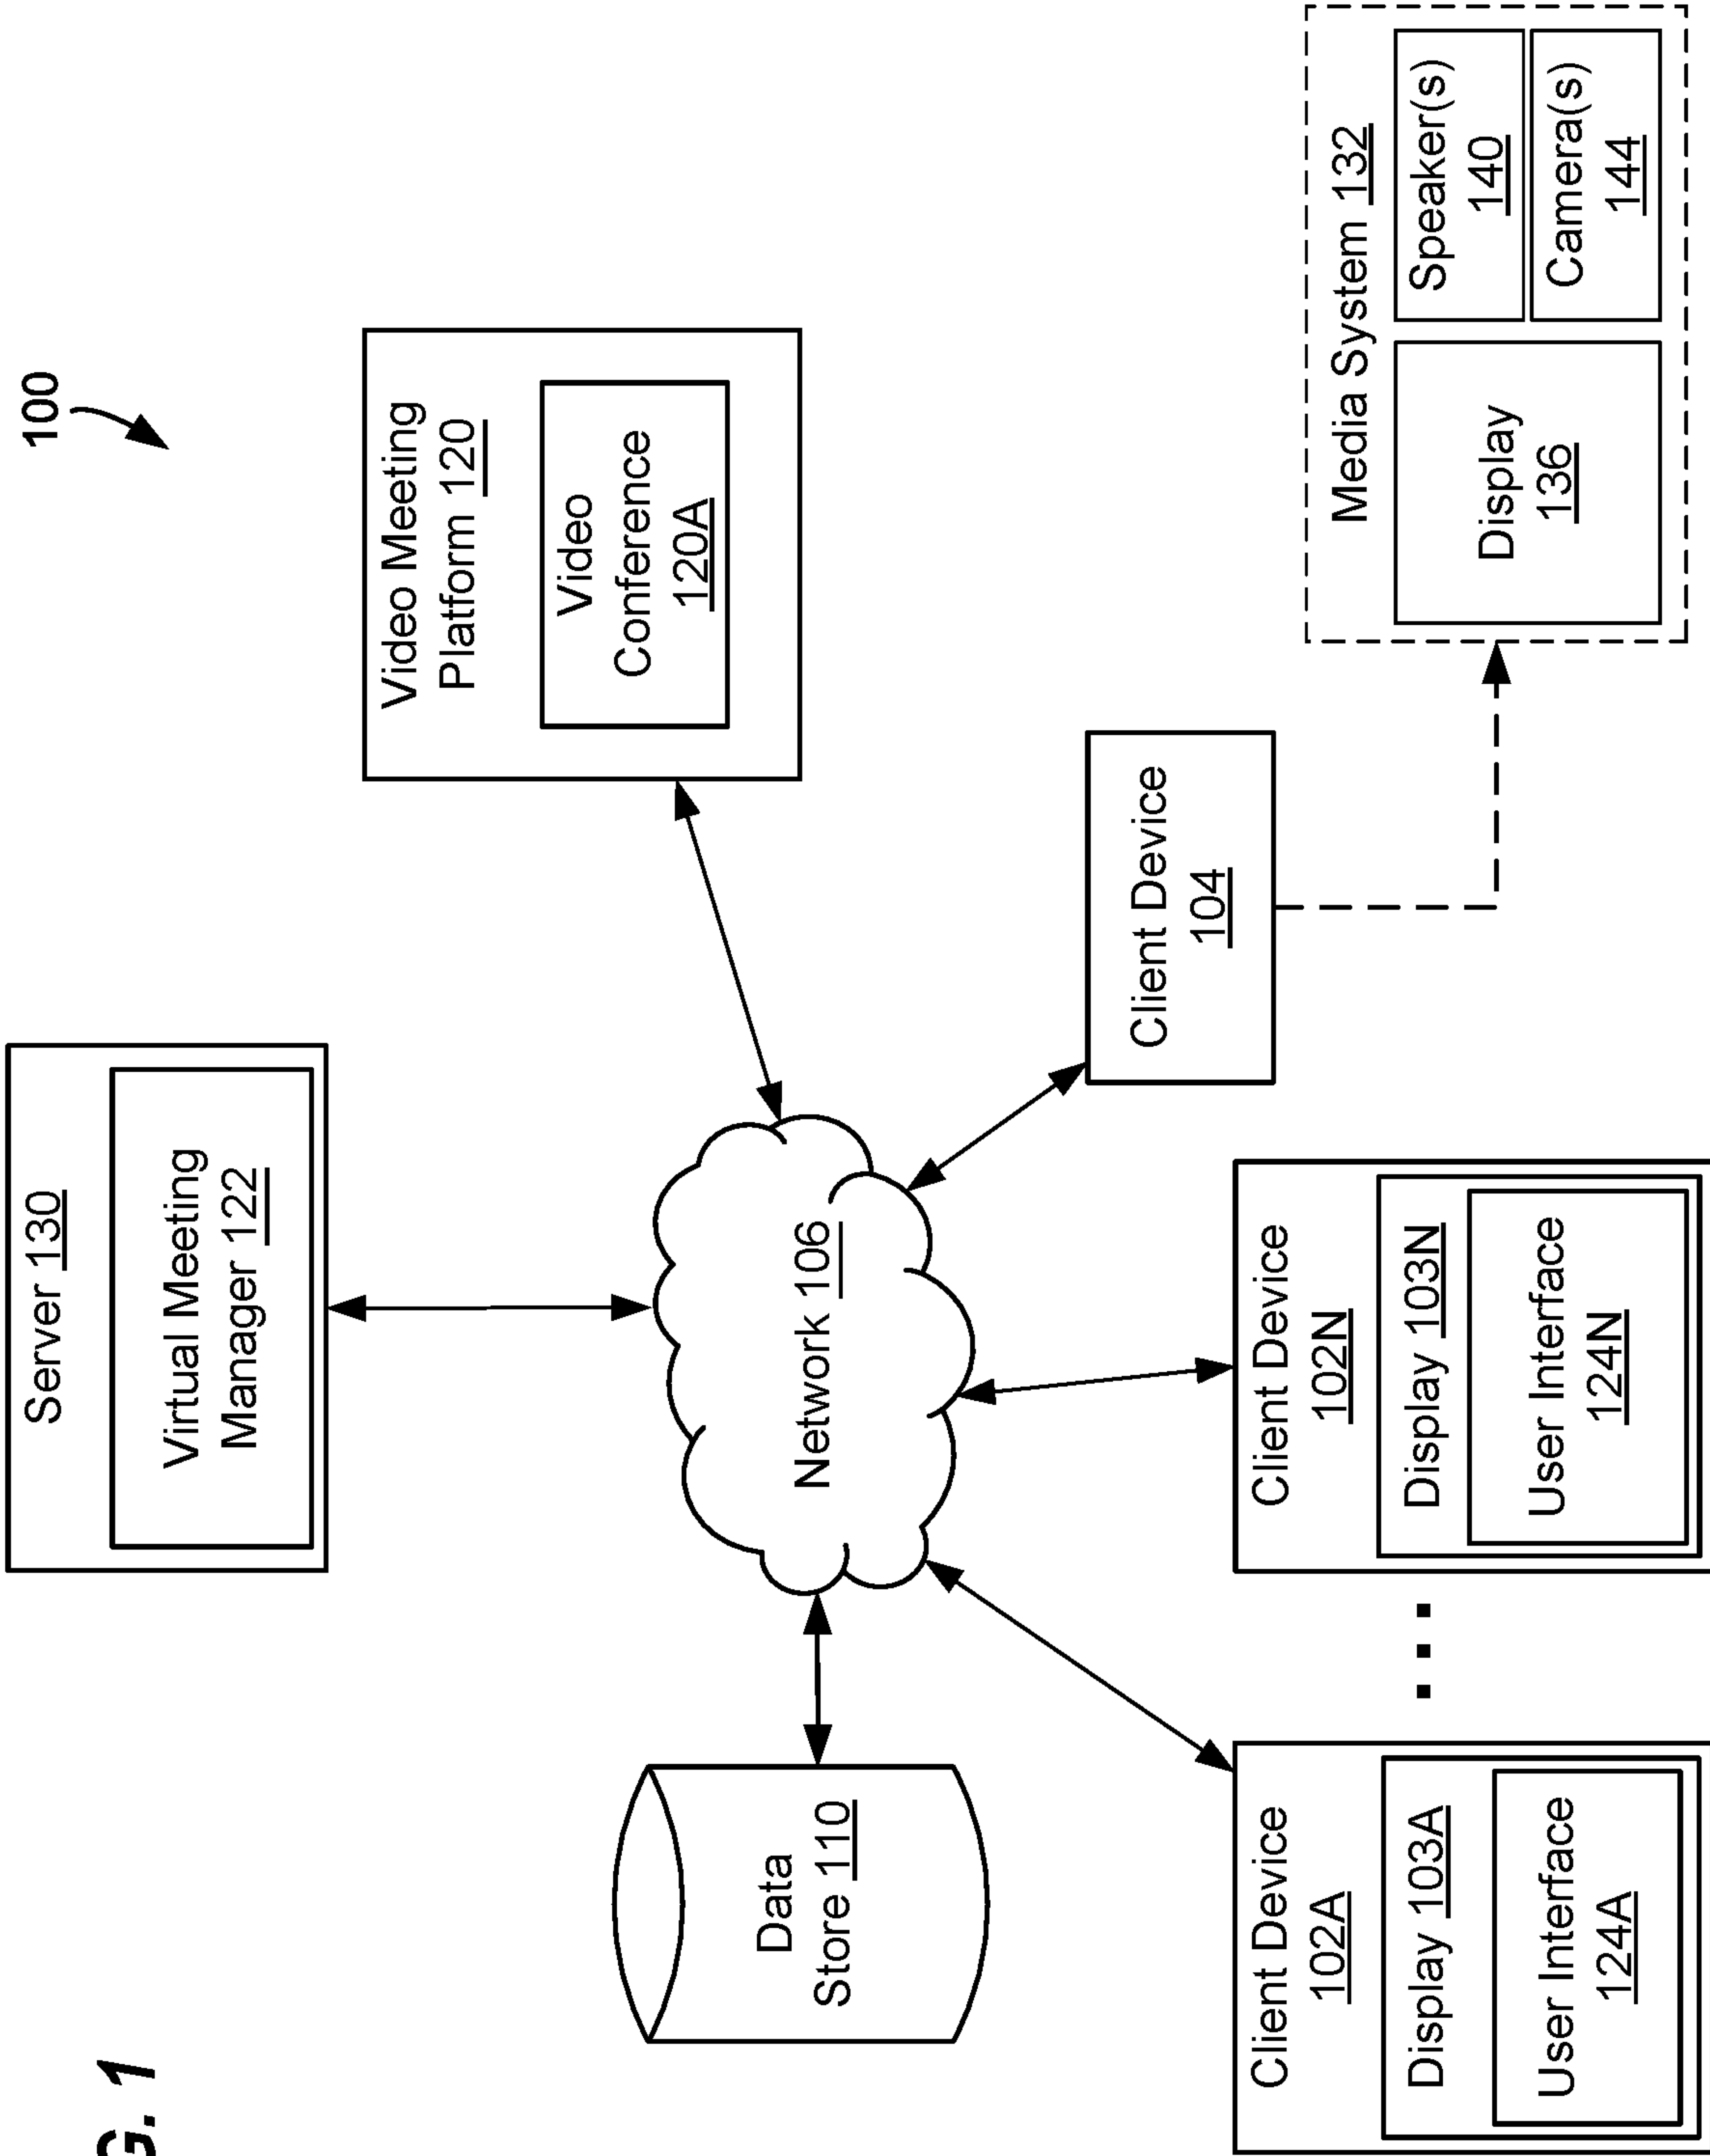 G. 1
100
Server 130
Virtual Meeting
Manager 122
Video Meeting
Platform 120
Video
Conference
120A
Data
Store 110
Network 106
Client Device
104
Media System 132
Display
136
Speaker(s)
140
Camera(s)
144
Client Device
102A
Display 103A
User Interface
124A
...
Client Device
102N
Display 103N
User Interface
124N